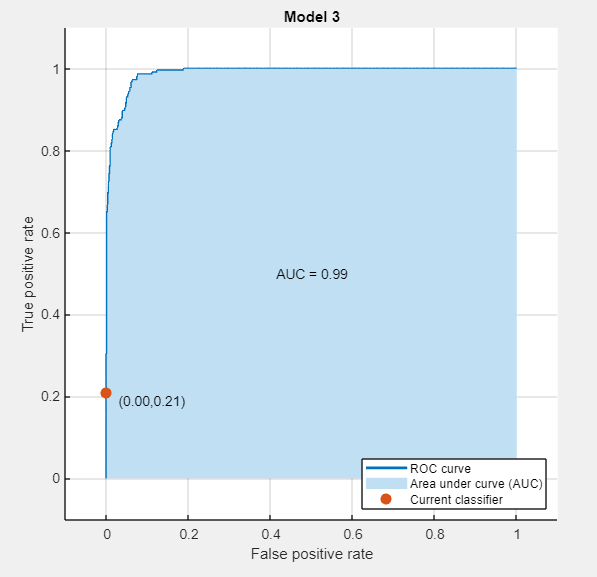 Model 3
True positive rate
1
0.8
0.6
0.4
0.2
0
AUC = 0.99
(0.00,0.21)
ROC curve
Area under curve (AUC)
Current classifier
0 0.2 0.4 0.6 0.8 1
False positive rate